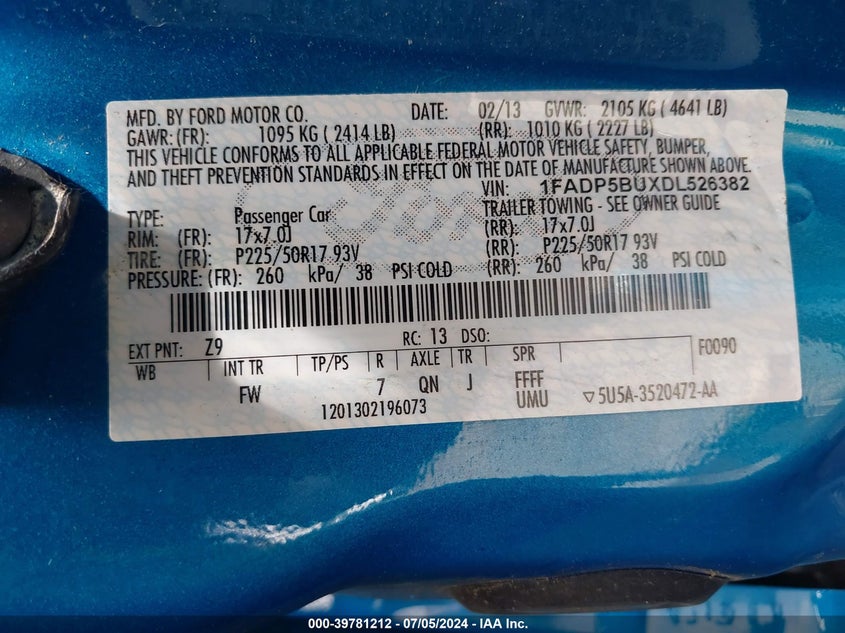 MFD. BY FORD MOTOR CO. DATE: 02/13 GVWR: 2105 KG ( 4641 LB)
GAWR: (FR): 1095 KG ( 2414 LB) (RR): 1010 KG ( 2227 LB)
THIS VEHICLE CONFORMS TO ALL APPLICABLE FEDERAL MOTOR VEHICLE SAFETY, BUMPER,
AND THEFT PREVENTION STANDARDS IN EFFECT ON THE DATE OF MANUFACTURE SHOWN ABOVE.
VIN: 1FADP5BUXDL526382
TYPE: Passenger Car TRAILER TOWING - SEE OWNER GUIDE
RIM: (FR): 17x7.0J (RR): 17x7.0J
TIRE: (FR): P225/50R17 93V (RR): P225/50R17 93V
PRESSURE: (FR): 260 kPa/ 38 PSI COLD (RR): 260 kPa/ 38 PSI COLD
EXT PNT: Z9 RC: 13 DSO: F0090
WB INT TR TP/PS R AXLE TR SPR
FW 7 QN J FFFF
UMU
1201302196073
▽5U5A-3520472-AA
000-39781212 - 07/05/2024 - IAA Inc.